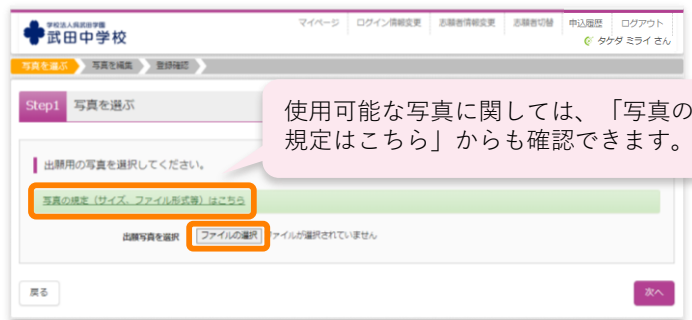 学校法人呉武田学園
武田中学校
マイページ ログイン情報変更 志願者情報変更 志願者切替 申込履歴 ログアウト
タケダ ミライ さん
写真を選ぶ 写真を編集 登録確認
Step1 写真を選ぶ
使用可能な写真に関しては、「写真の
規定はこちら」からも確認できます。
出願用の写真を選択してください。
写真の規定（サイズ、ファイル形式等）はこちら
出願写真を選択 ファイルの選択 ファイルが選択されていません
戻る 次へ